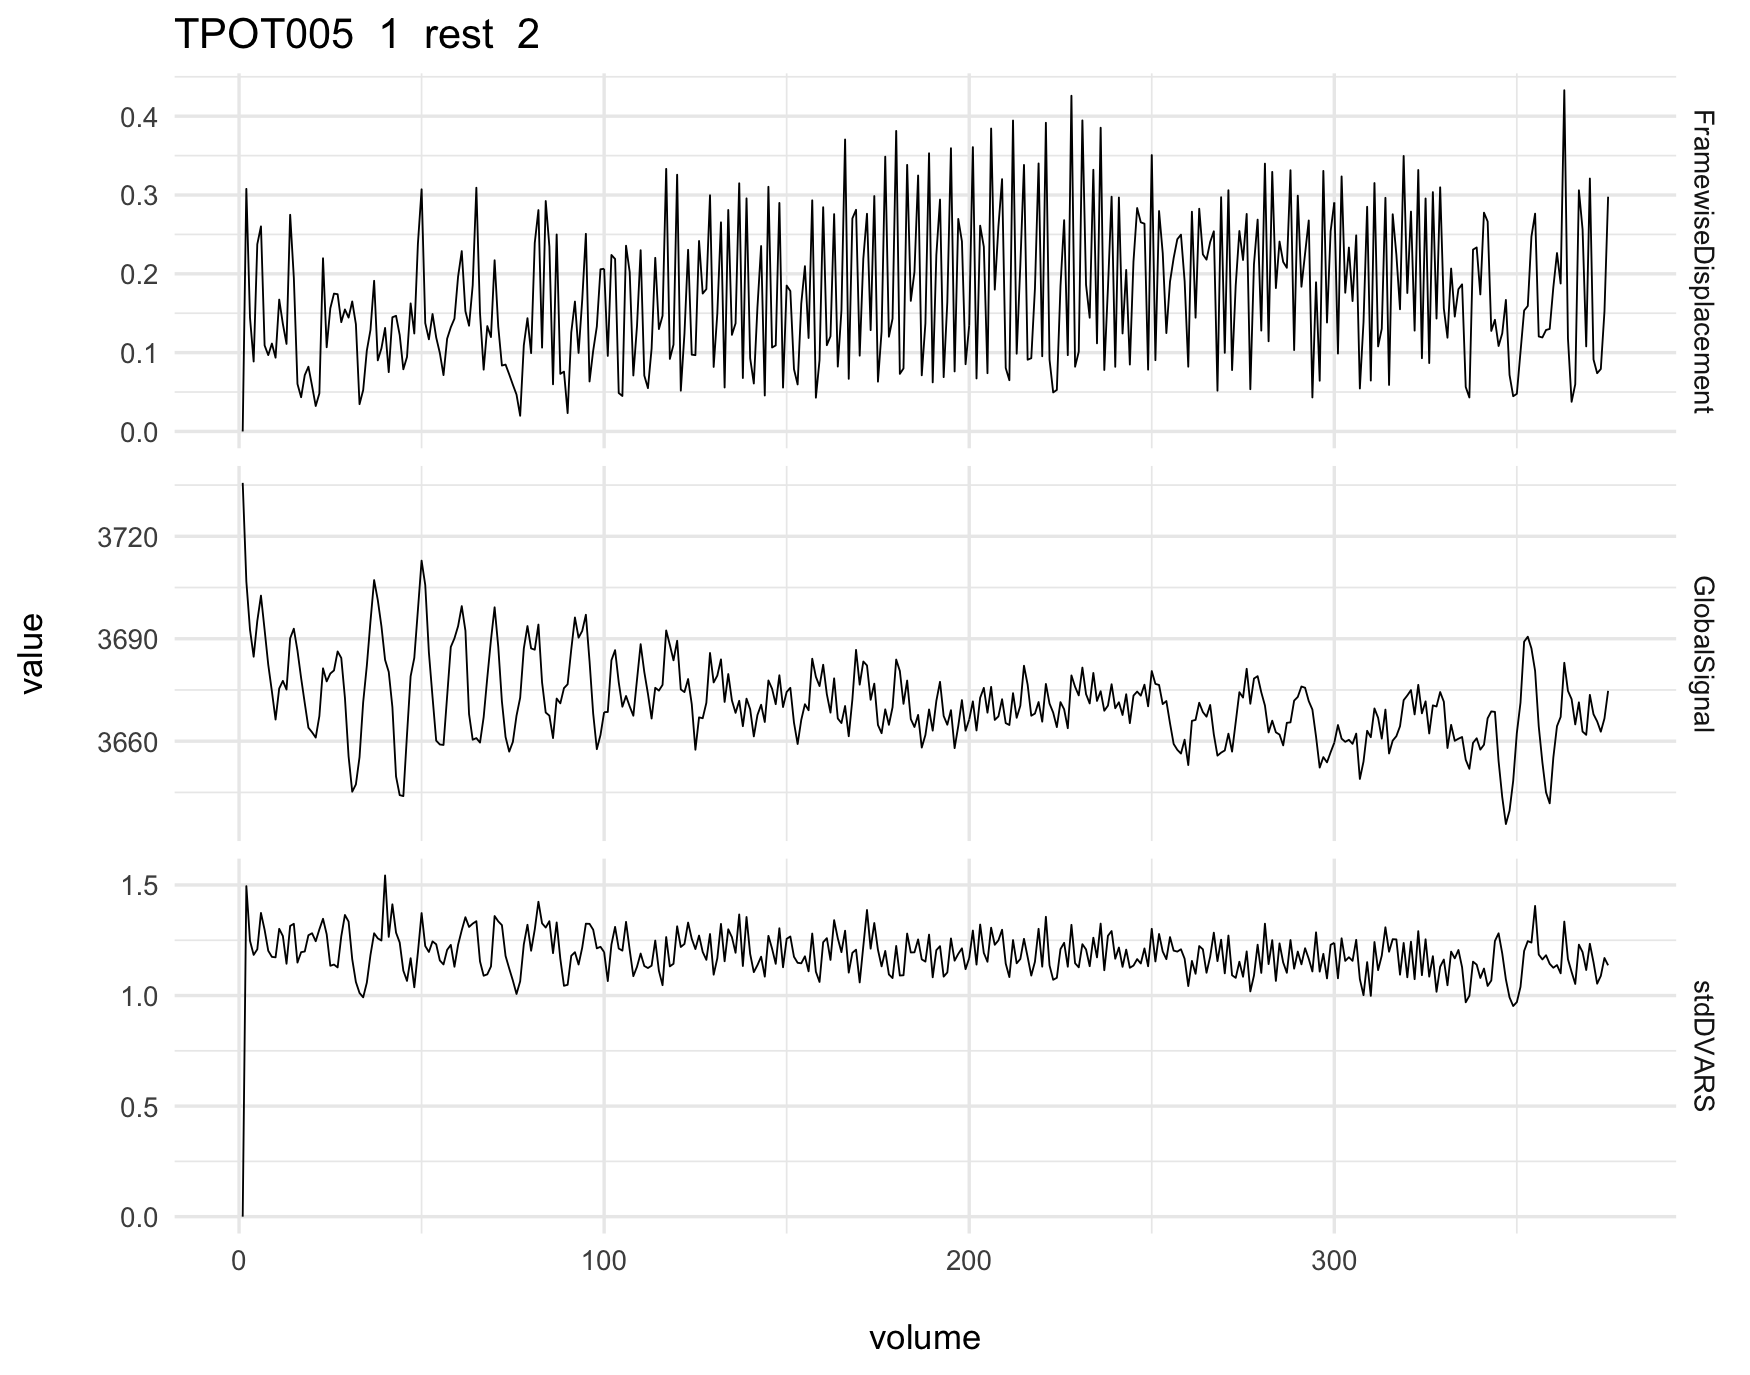 TPOT005 1 rest 2
0.4
0.3
0.2
0.1
0.0
FramewiseDisplacement
3720
3690
3660
GlobalSignal
value
1.5
1.0
0.5
0.0
stdDVARS
0 100 200 300
volume